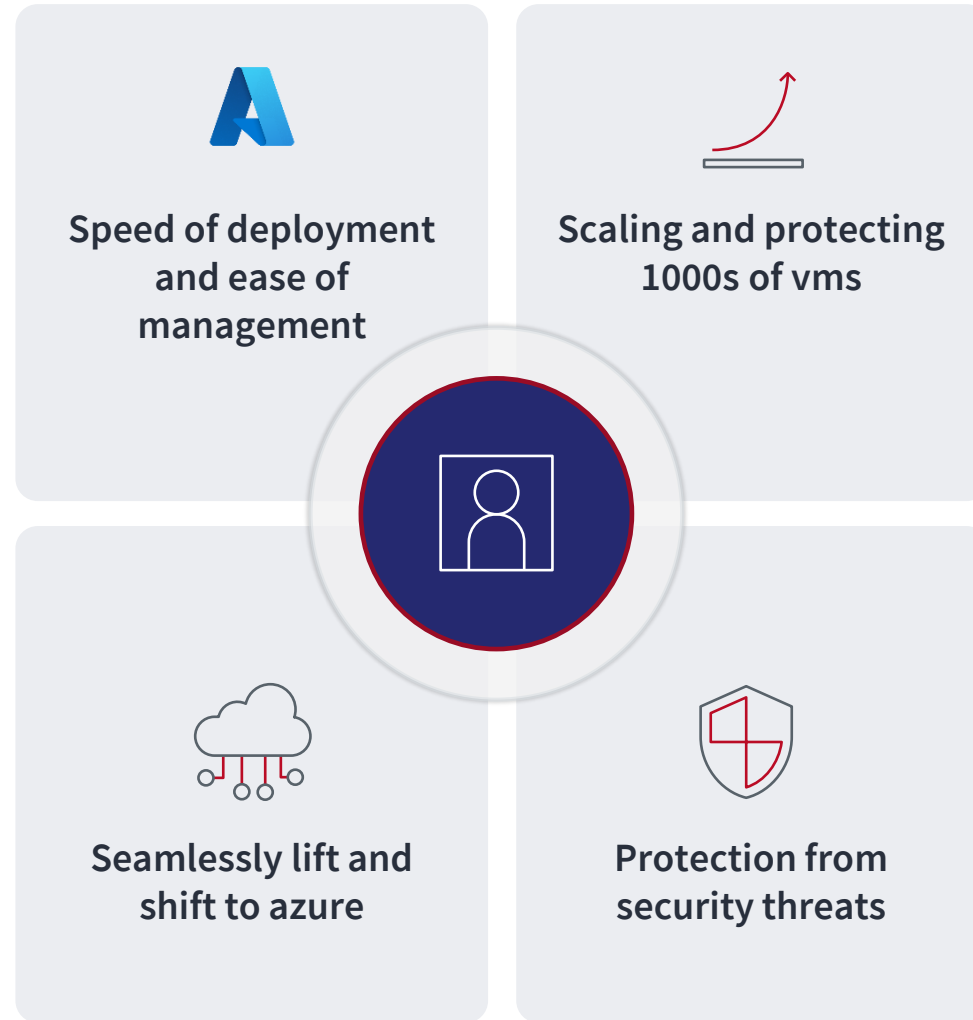 Speed of deployment
and ease of
management
Scaling and protecting
1000s of vms
Seamlessly lift and
shift to azure
Protection from
security threats